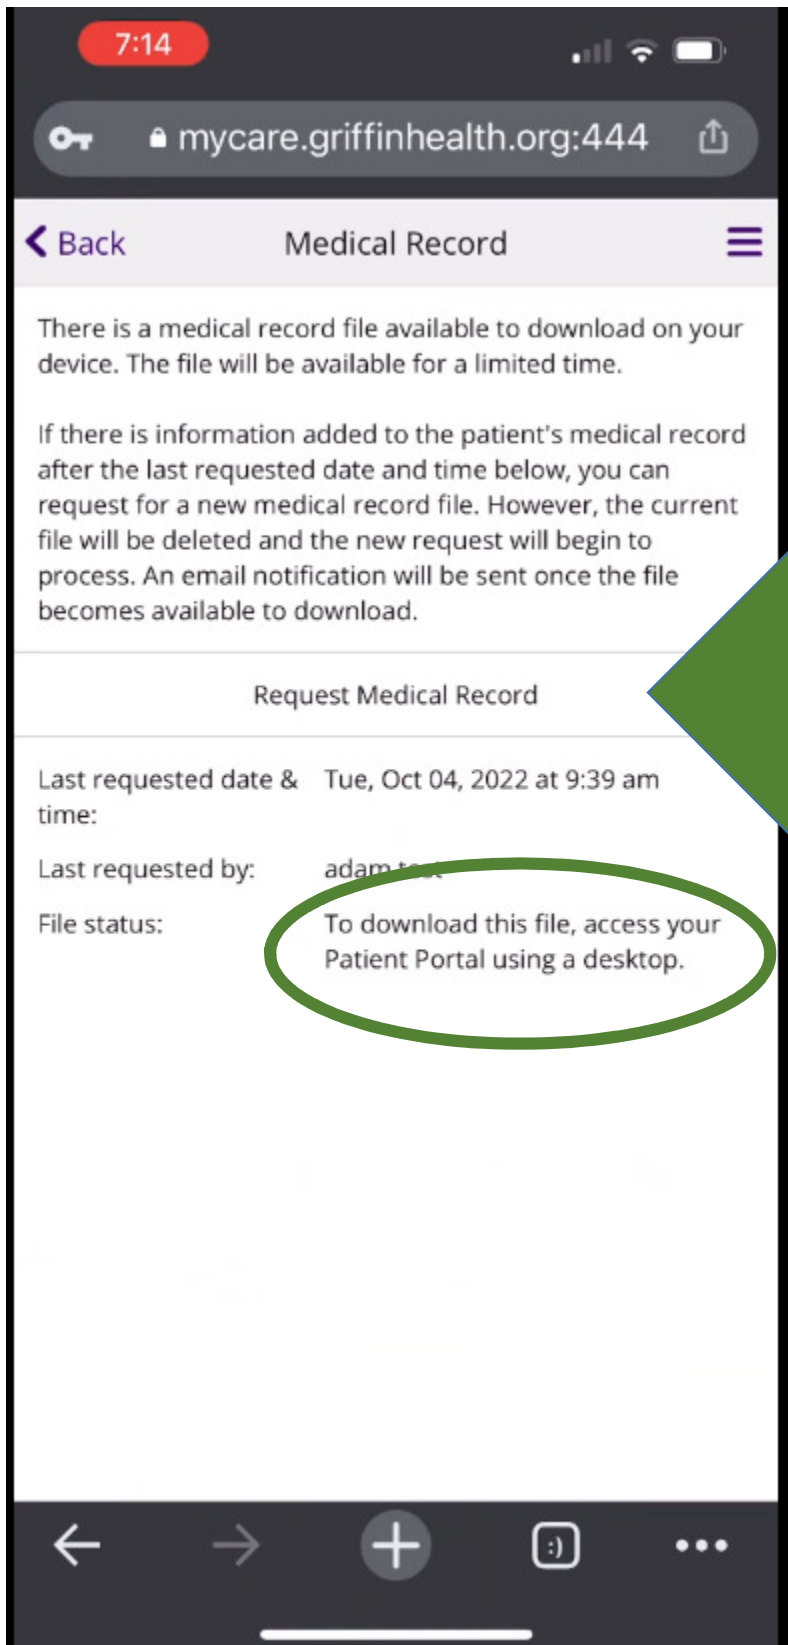 7:14
mycare.griffinhealth.org:444
Back
Medical Record
There is a medical record file available to download on your
device. The file will be available for a limited time.
If there is information added to the patient's medical record
after the last requested date and time below, you can
request for a new medical record file. However, the current
file will be deleted and the new request will begin to
process. An email notification will be sent once the file
becomes available to download.
Request Medical Record
Last requested date & Tue, Oct 04, 2022 at 9:39 am
time:
Last requested by: adam test
File status: To download this file, access your
Patient Portal using a desktop.
:)